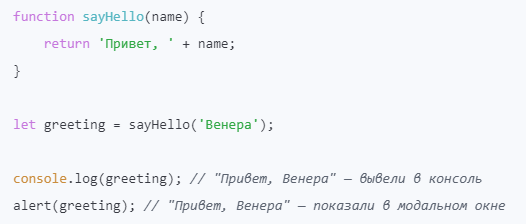 function sayHello(name) {
    return 'Привет, ' + name;
}
let greeting = sayHello('Венера');
console.log(greeting); // "Привет, Венера" — вывели в консоль
alert(greeting); // "Привет, Венера" — показали в модальном окне